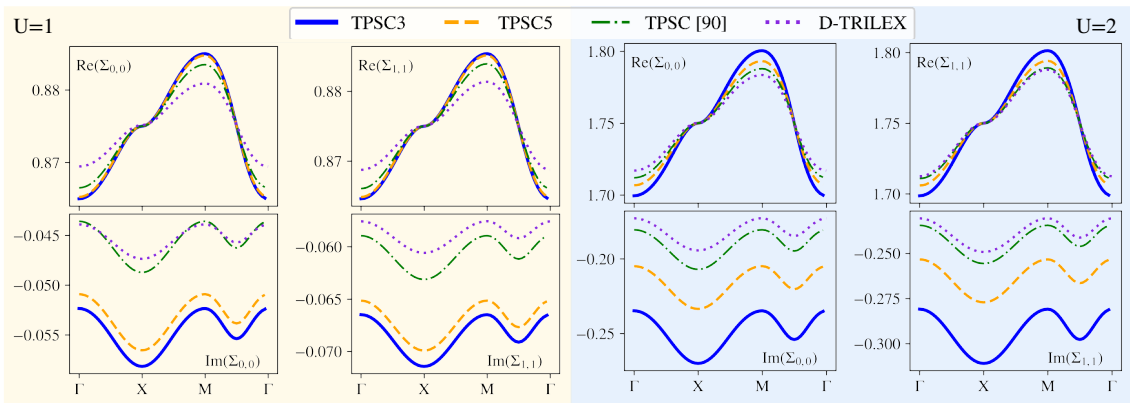 U=1
TPSC3 TPSC5 TPSC [90] D-TRILEX
U=2
Re(Σ0,0)
0.88
0.87
Re(Σ1,1)
0.88
0.87
Re(Σ0,0)
1.80
1.75
1.70
Re(Σ1,1)
1.80
1.75
1.70
−0.045
−0.050
−0.055
Im(Σ0,0)
Γ X M Γ
−0.060
−0.065
−0.070
Im(Σ1,1)
Γ X M Γ
−0.20
−0.25
Im(Σ0,0)
Γ X M Γ
−0.250
−0.275
−0.300
Im(Σ1,1)
Γ X M Γ